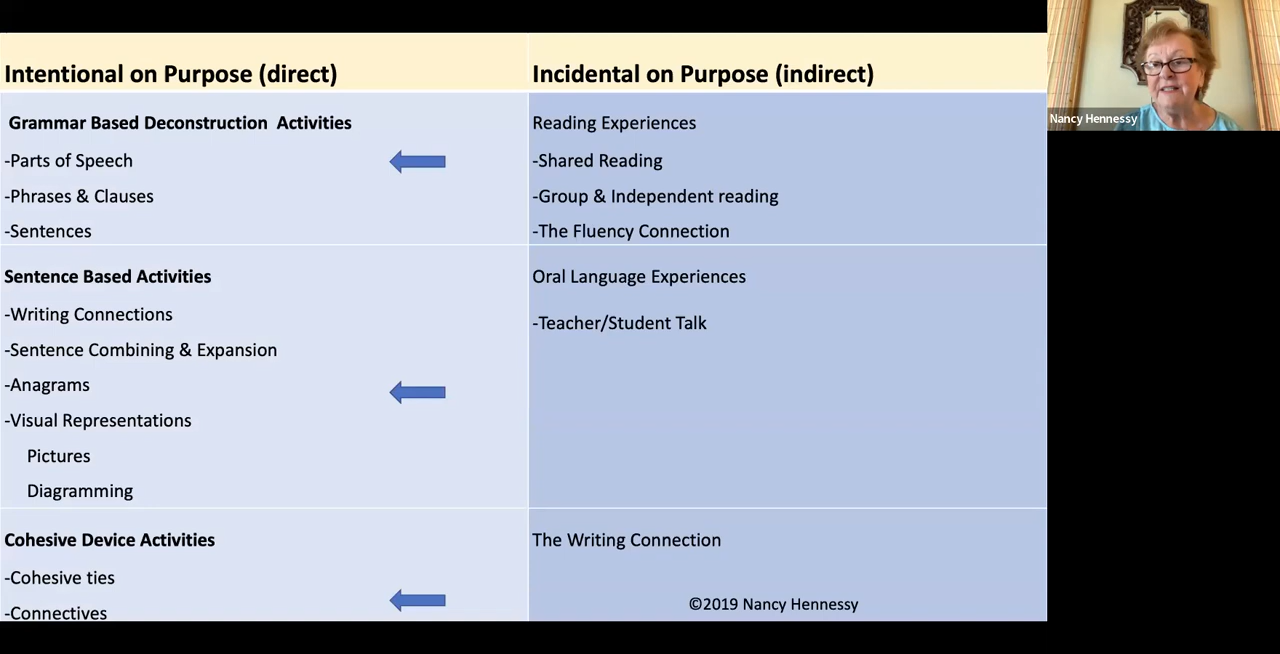 Intentional on Purpose (direct)
Incidental on Purpose (indirect)
Grammar Based Deconstruction Activities
-Parts of Speech
-Phrases & Clauses
-Sentences
Reading Experiences
-Shared Reading
-Group & Independent reading
-The Fluency Connection
Sentence Based Activities
-Writing Connections
-Sentence Combining & Expansion
-Anagrams
-Visual Representations
Pictures
Diagramming
Oral Language Experiences
-Teacher/Student Talk
Cohesive Device Activities
-Cohesive ties
-Connectives
The Writing Connection
©2019 Nancy Hennessy
Nancy Hennessy